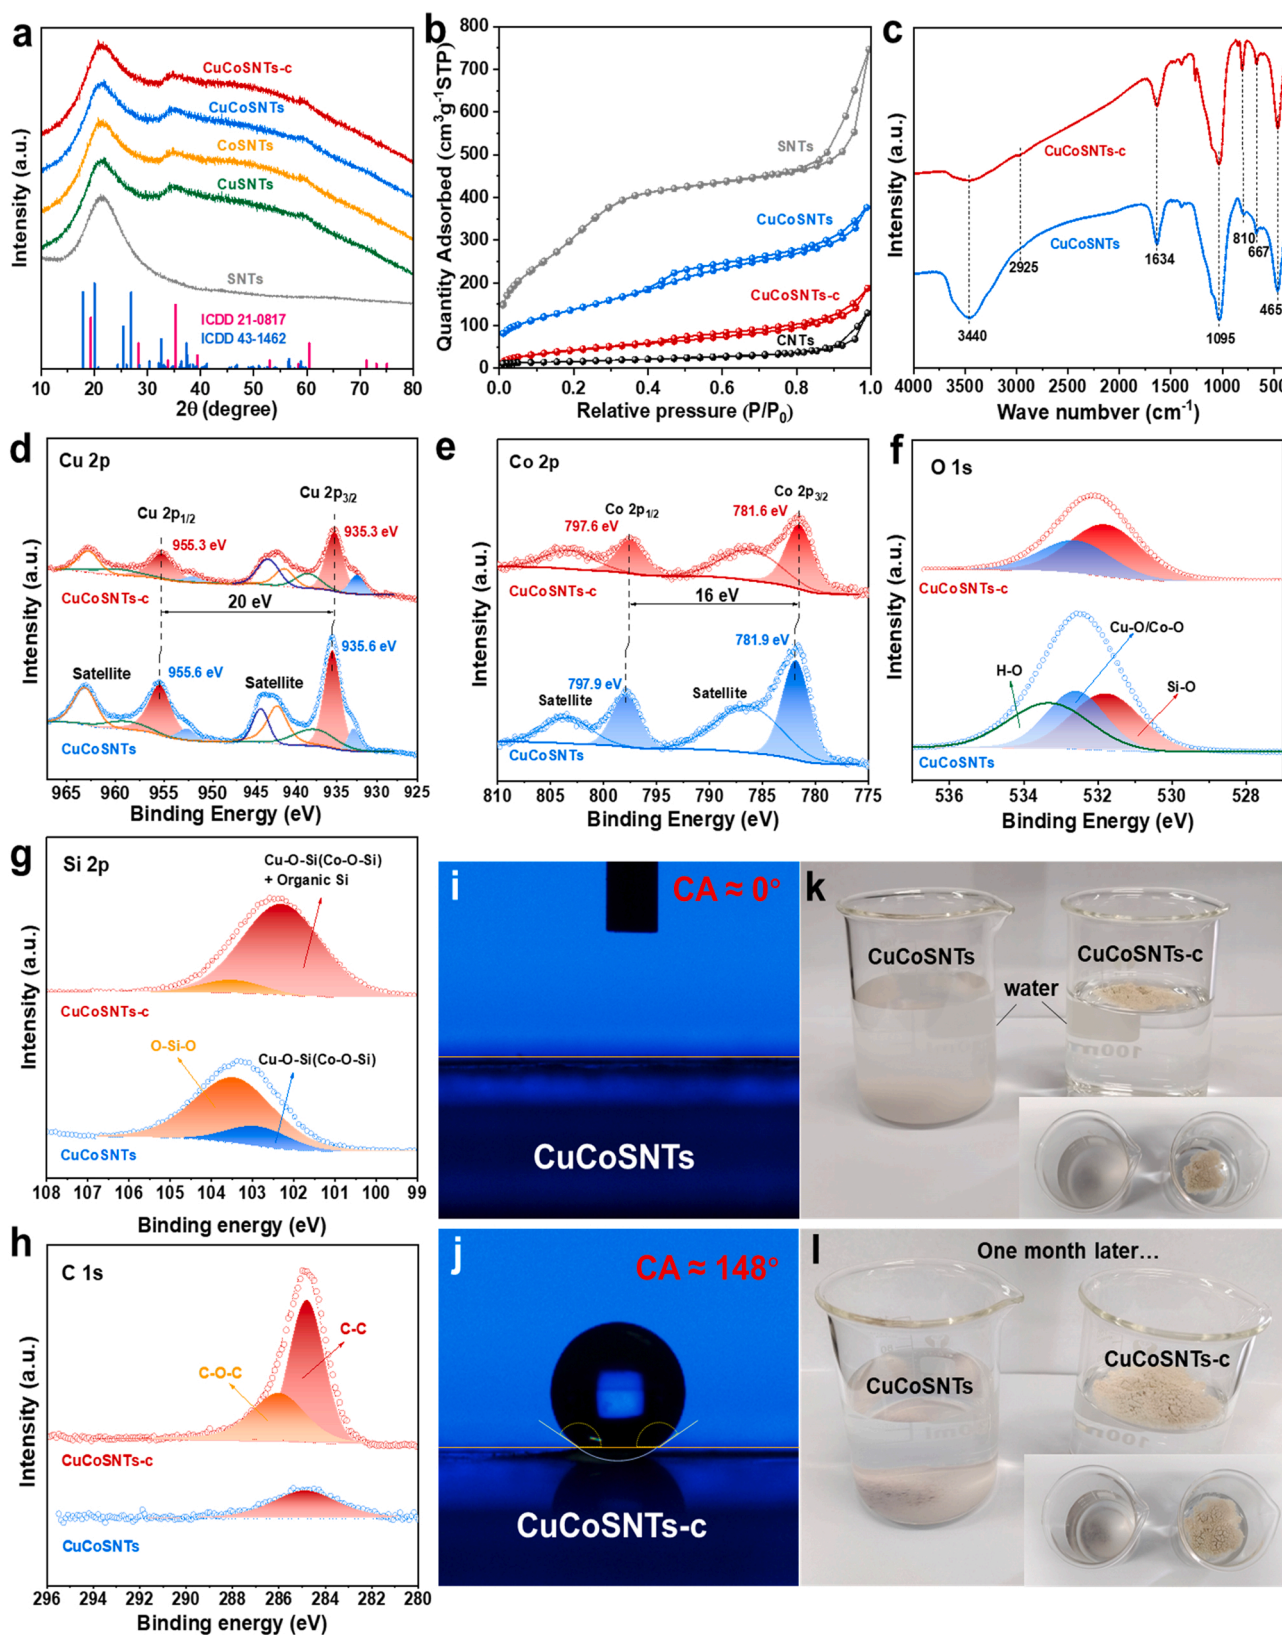 a
Intensity (a.u.)
CuCoSNTs-c
CuCoSNTs
CoSNTs
CuSNTs
SNTs
ICDD 21-0817
ICDD 43-1462
10 20 30 40 50 60 70 80
2θ (degree)
b
Quantity Adsorbed (cm³g⁻¹STP)
800
700
600
500
400
300
200
100
0
SNTs
CuCoSNTs
CuCoSNTs-c
CNTs
0.0 0.2 0.4 0.6 0.8 1.0
Relative pressure (P/P₀)
c
Intensity (a.u.)
CuCoSNTs-c
CuCoSNTs
3440
2925
1634
1095
810
667
465
4000 3500 3000 2500 2000 1500 1000 500
Wave numbver (cm⁻¹)
d
Cu 2p
Intensity (a.u.)
Cu 2p₁/₂
Cu 2p₃/₂
955.3 eV
935.3 eV
CuCoSNTs-c
20 eV
935.6 eV
Satellite
955.6 eV
Satellite
CuCoSNTs
965 960 955 950 945 940 935 930 925
Binding Energy (eV)
e
Co 2p
Intensity (a.u.)
Co 2p₃/₂
797.6 eV
Co 2p₁/₂
781.6 eV
CuCoSNTs-c
16 eV
781.9 eV
797.9 eV
Satellite
Satellite
CuCoSNTs
810 805 800 795 790 785 780 775
Binding Energy (eV)
f
O 1s
Intensity (a.u.)
CuCoSNTs-c
Cu-O/Co-O
H-O
Si-O
CuCoSNTs
536 534 532 530 528
Binding Energy (eV)
g
Si 2p
Intensity (a.u.)
Cu-O-Si(Co-O-Si)
+ Organic Si
CuCoSNTs-c
O-Si-O
Cu-O-Si(Co-O-Si)
CuCoSNTs
108 107 106 105 104 103 102 101 100 99
Binding energy (eV)
h
C 1s
Intensity (a.u.)
C-C
C-O-C
CuCoSNTs-c
CuCoSNTs
296 294 292 290 288 286 284 282 280
Binding energy (eV)
i
CA ≈ 0°
CuCoSNTs
j
CA ≈ 148°
CuCoSNTs-c
k
CuCoSNTs
CuCoSNTs-c
water
l
One month later...
CuCoSNTs
CuCoSNTs-c